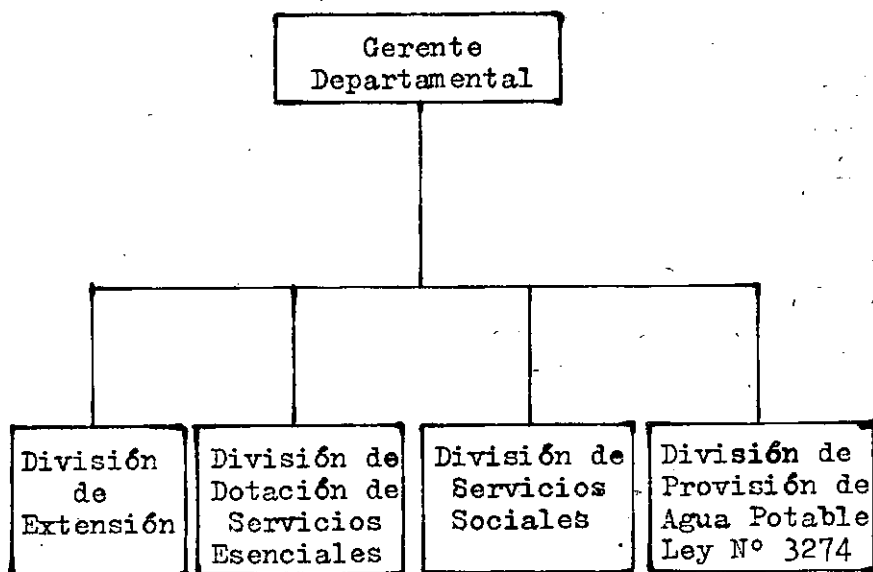 Gerente
Departamental
División
de
Extensión
División de
Dotación de
Servicios
Esenciales
División de
Servicios
Sociales
División de
Provisión de
Agua Potable
Ley Nº 3274